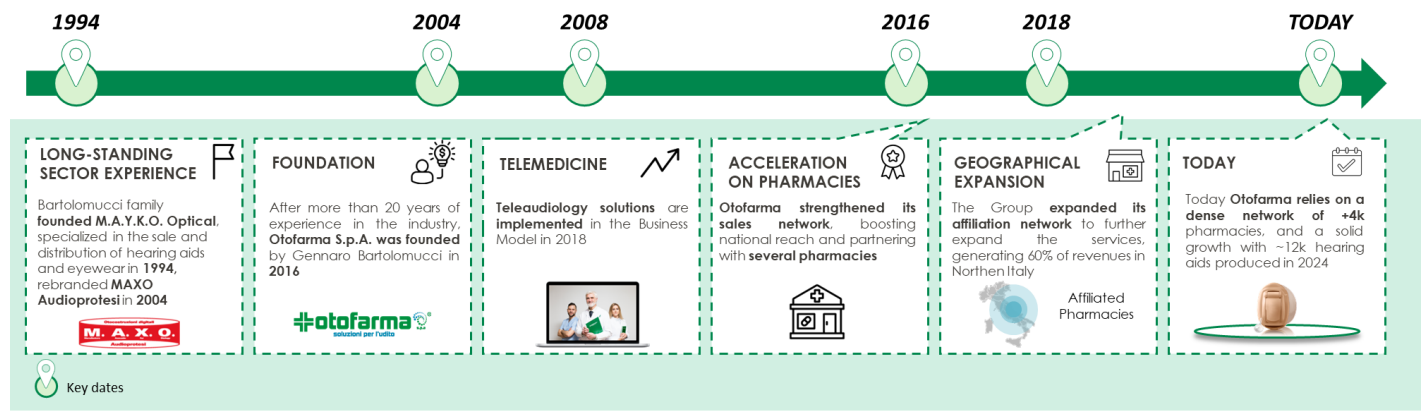 1994
2004
2008
2016
2018
TODAY
LONG-STANDING
SECTOR EXPERIENCE
Bartolomucci family
founded M.A.Y.K.O. Optical,
specialized in the sale and
distribution of hearing aids
and eyewear in 1994,
rebranded MAXO
Audioprotesi in 2004
M. A. X. O.
Audioprotesi
FOUNDATION
After more than 20 years of
experience in the industry,
Otofarma S.p.A. was founded
by Gennaro Bartolomucci in
2016
otofarma
soluzioni per l'udito
TELEMEDICINE
Teleaudiology solutions are
implemented in the Business
Model in 2018
ACCELERATION
ON PHARMACIES
Otofarma strengthened its
sales network, boosting
national reach and partnering
with several pharmacies
GEOGRAPHICAL
EXPANSION
The Group expanded its
affiliation network to further
expand the services,
generating 60% of revenues in
Northen Italy
Affiliated
Pharmacies
TODAY
Today Otofarma relies on a
dense network of +4k
pharmacies, and a solid
growth with ~12k hearing
aids produced in 2024
Key dates